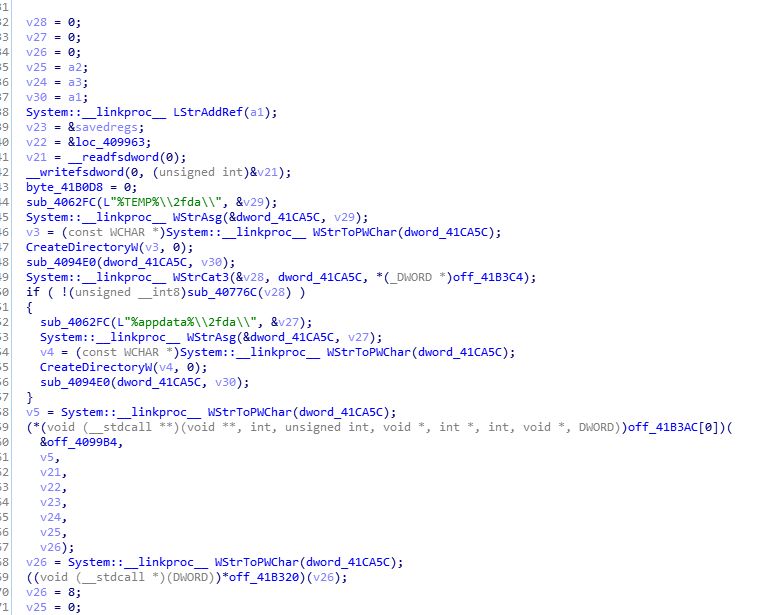 31
32 v28 = 0;
33 v27 = 0;
34 v26 = 0;
35 v25 = a2;
36 v24 = a3;
37 v30 = a1;
38 System::__linkproc__ LStrAddRef(a1);
39 v23 = &savedregs;
40 v22 = &loc_409963;
41 v21 = __readfsdword(0);
42 __writefsdword(0, (unsigned int)&v21);
43 byte_41B0D8 = 0;
44 sub_4062FC(L"%TEMP%\\2fda\\", &v29);
45 System::__linkproc__ WStrAsg(&dword_41CA5C, v29);
46 v3 = (const WCHAR *)System::__linkproc__ WStrToPWChar(dword_41CA5C);
47 CreateDirectoryW(v3, 0);
48 sub_4094E0(dword_41CA5C, v30);
49 System::__linkproc__ WStrCat3(&v28, dword_41CA5C, *(_DWORD *)off_41B3C4);
50 if ( !(unsigned __int8)sub_40776C(v28) )
51 {
52 sub_4062FC(L"%appdata%\\2fda\\", &v27);
53 System::__linkproc__ WStrAsg(&dword_41CA5C, v27);
54 v4 = (const WCHAR *)System::__linkproc__ WStrToPWChar(dword_41CA5C);
55 CreateDirectoryW(v4, 0);
56 sub_4094E0(dword_41CA5C, v30);
57 }
58 v5 = System::__linkproc__ WStrToPWChar(dword_41CA5C);
59 (*(void (__stdcall **)(void **, int, unsigned int, void *, int *, int, void *, DWORD))off_41B3AC[0])(
60 &off_4099B4,
61 v5,
62 v21,
63 v22,
64 v23,
65 v24,
66 v25,
67 v26);
68 v26 = System::__linkproc__ WStrToPWChar(dword_41CA5C);
69 ((void (__stdcall *)(DWORD))*off_41B320)(v26);
70 v26 = 8;
71 v25 = 0;